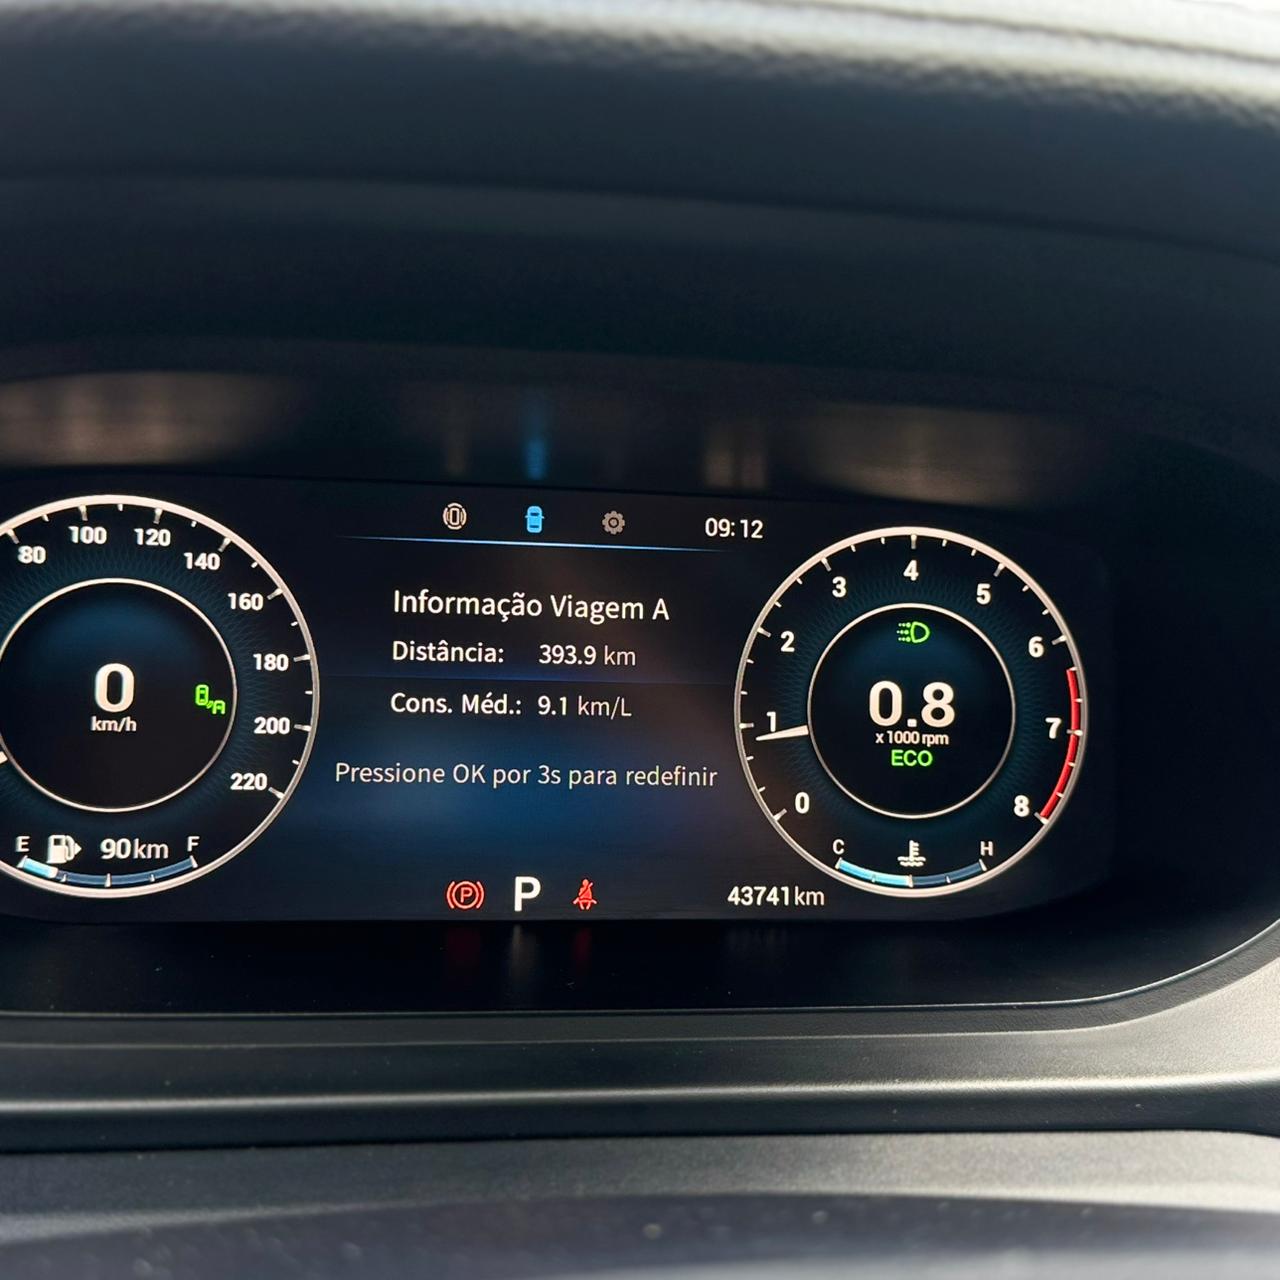 09:12
Informação Viagem A
Distância: 393.9 km
Cons. Méd.: 9.1 km/L
Pressione OK por 3s para redefinir
80 100 120 140 160 180 200 220
0
km/h
A
E 90km F
0 1 2 3 4 5 6 7 8
0.8
x 1000 rpm
ECO
C H
P P
43741km